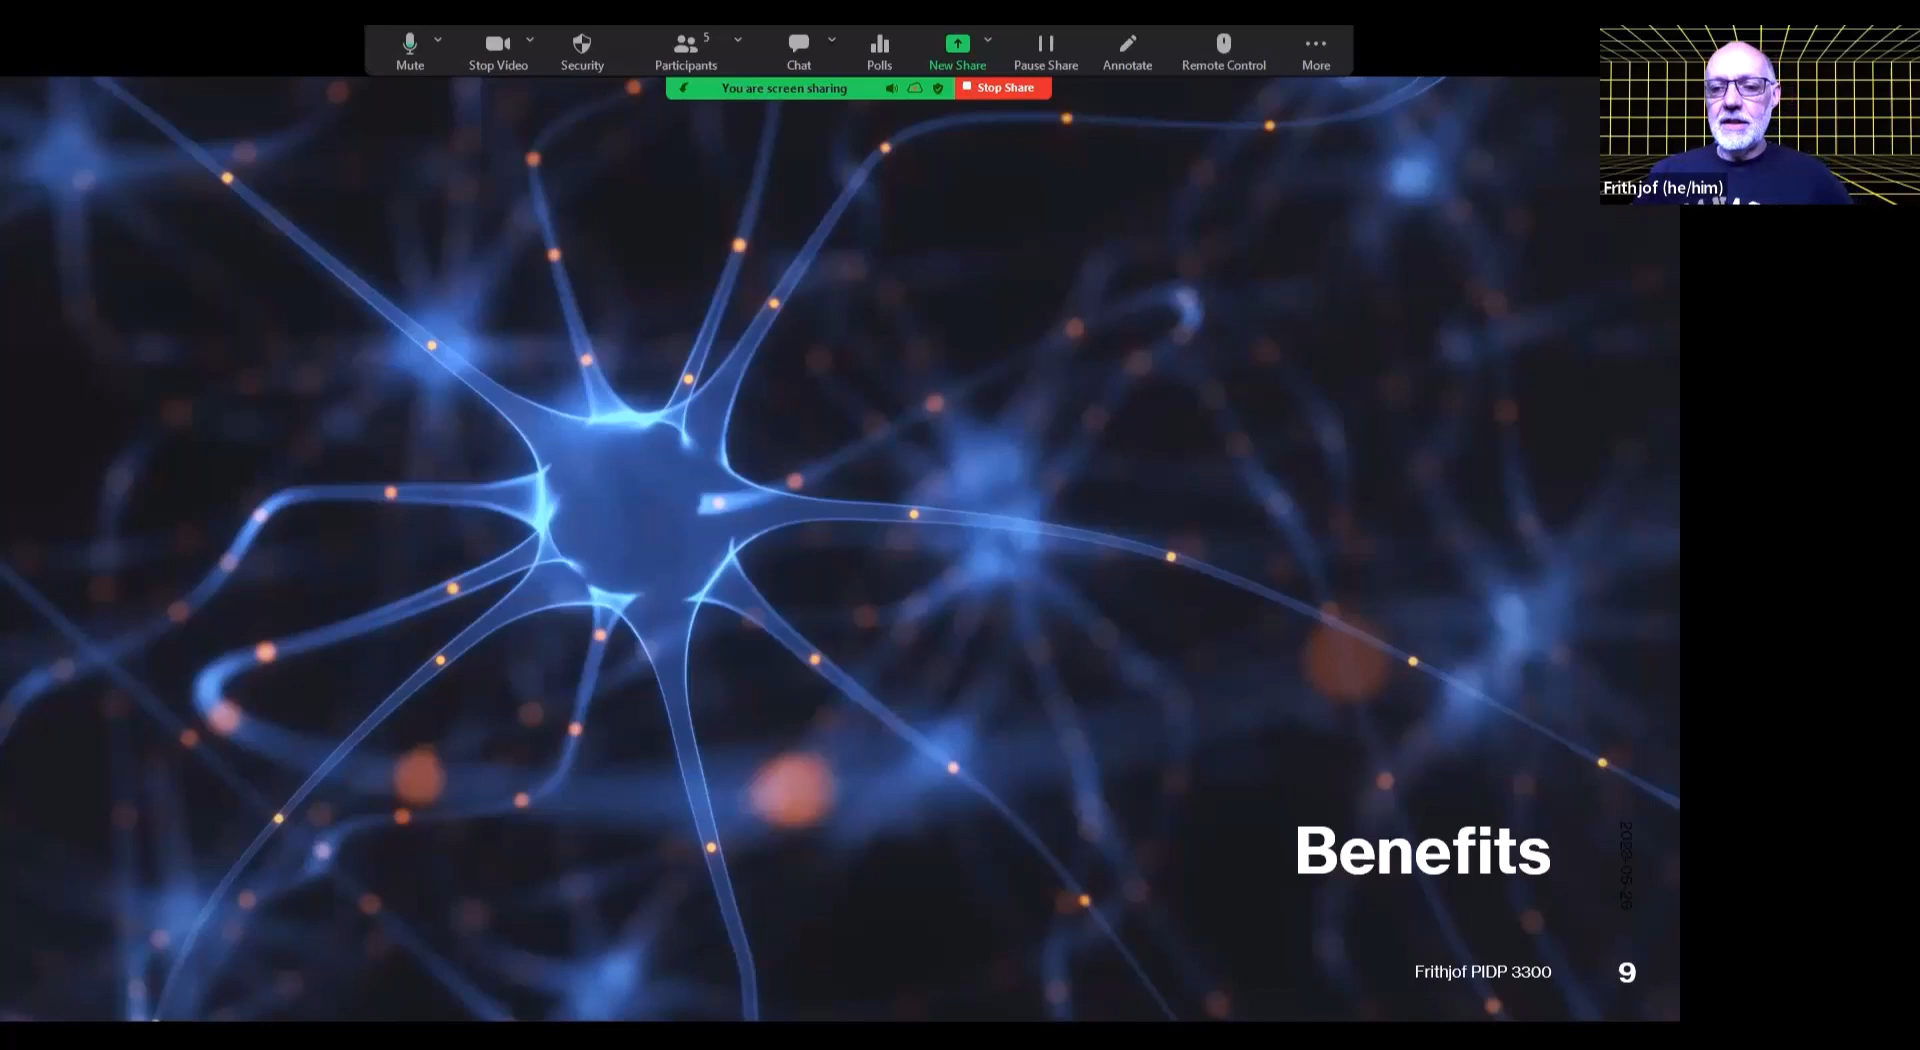 Mute
Stop Video
Security
Participants
5
Chat
Polls
New Share
Pause Share
Annotate
Remote Control
More
You are screen sharing
Stop Share
Frithjof (he/him)
Benefits
Frithjof PIDP 3300
9